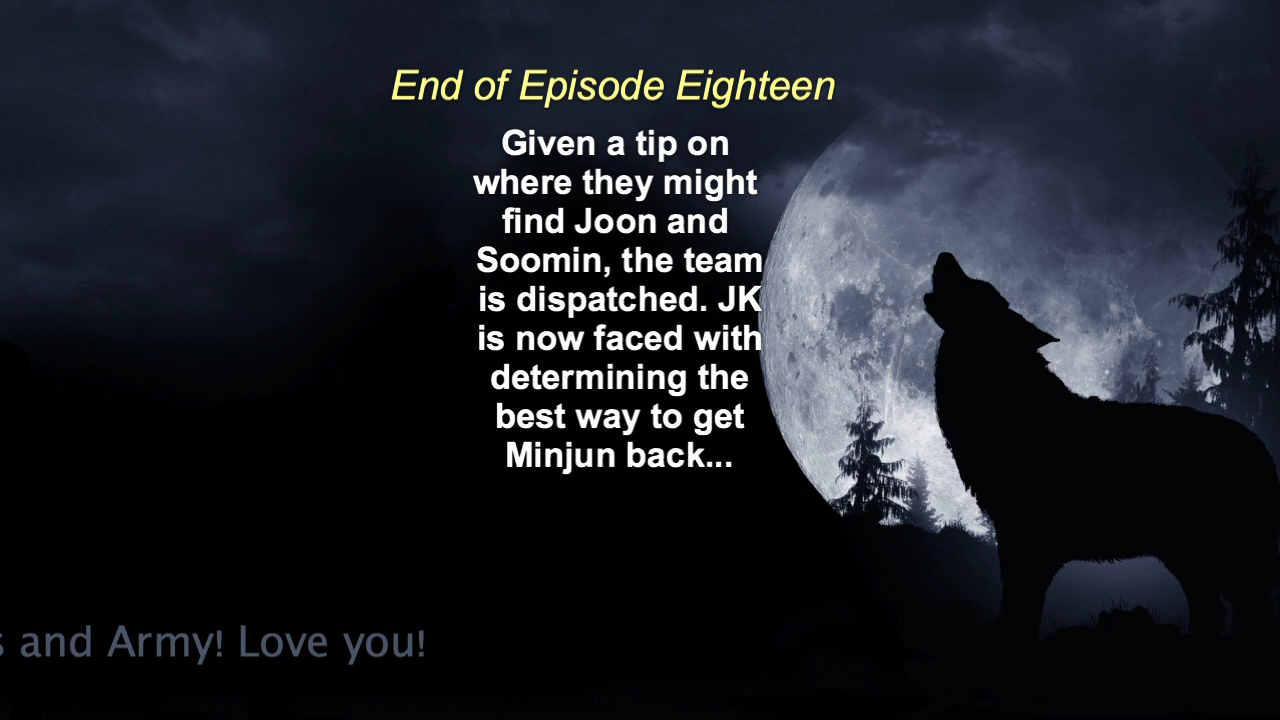 End of Episode Eighteen
Given a tip on
where they might
find Joon and
Soomin, the team
is dispatched. JK
is now faced with
determining the
best way to get
Minjun back...
s and Army! Love you!